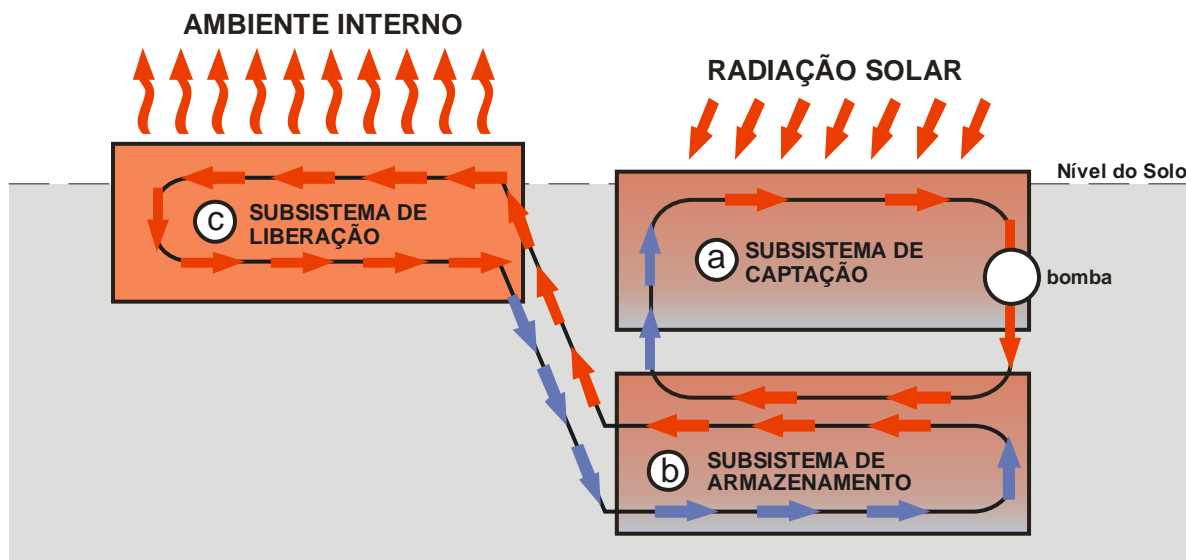 AMBIENTE INTERNO
RADIAÇÃO SOLAR
Nível do Solo
c
SUBSISTEMA DE
LIBERAÇÃO
a
SUBSISTEMA DE
CAPTAÇÃO
bomba
b
SUBSISTEMA DE
ARMAZENAMENTO